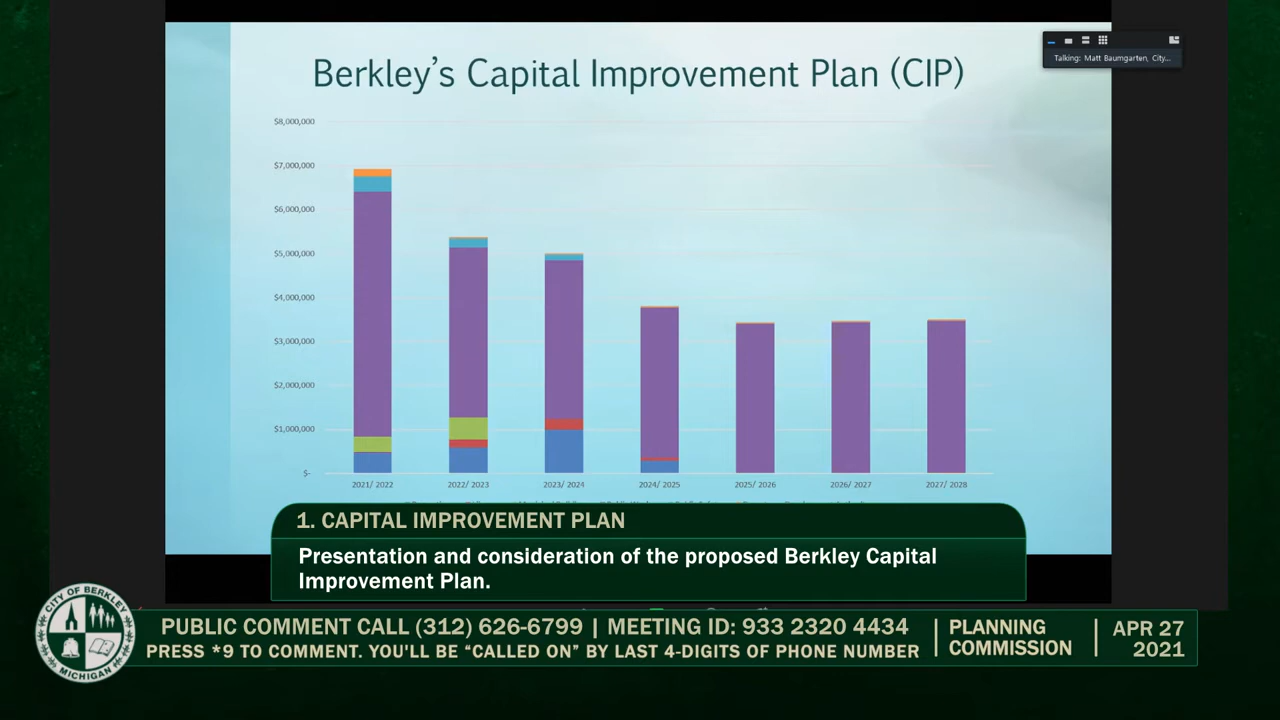 Berkley's Capital Improvement Plan (CIP)
Talking: Matt Baumgarten, City...
$8,000,000
$7,000,000
$6,000,000
$5,000,000
$4,000,000
$3,000,000
$2,000,000
$1,000,000
$-
2021/ 2022
2022/ 2023
2023/ 2024
2024/ 2025
2025/ 2026
2026/ 2027
2027/ 2028
1. CAPITAL IMPROVEMENT PLAN
Presentation and consideration of the proposed Berkley Capital
Improvement Plan.
CITY OF BERKLEY
MICHIGAN
PUBLIC COMMENT CALL (312) 626-6799 | MEETING ID: 933 2320 4434
PRESS *9 TO COMMENT. YOU'LL BE “CALLED ON” BY LAST 4-DIGITS OF PHONE NUMBER
PLANNING
COMMISSION
APR 27
2021